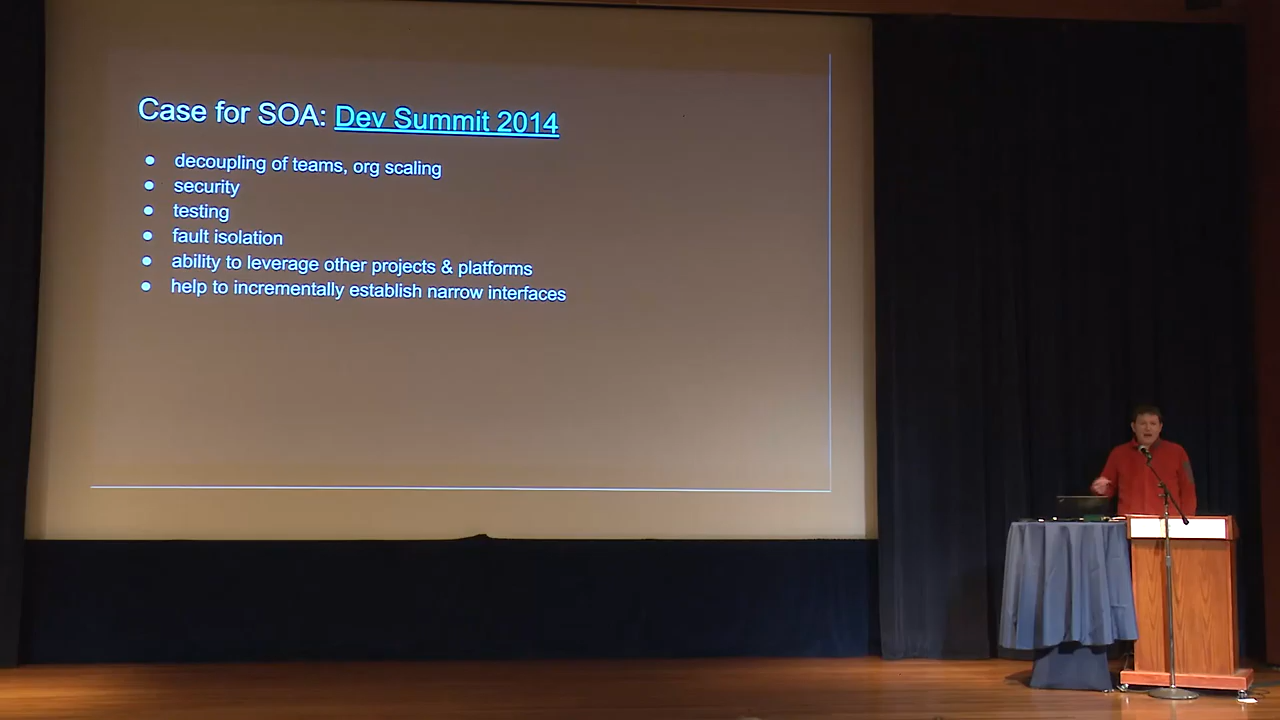 Case for SOA: Dev Summit 2014
● decoupling of teams, org scaling
● security
● testing
● fault isolation
● ability to leverage other projects & platforms
● help to incrementally establish narrow interfaces